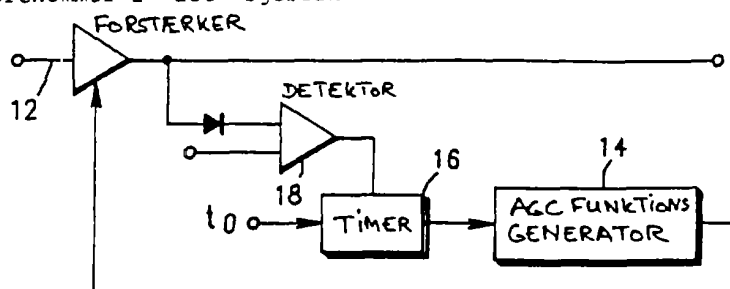 FORSTÆRKER
12
DETEKTOR
18
16
14
t0
TIMER
AGC FUNKTIONS
GENERATOR